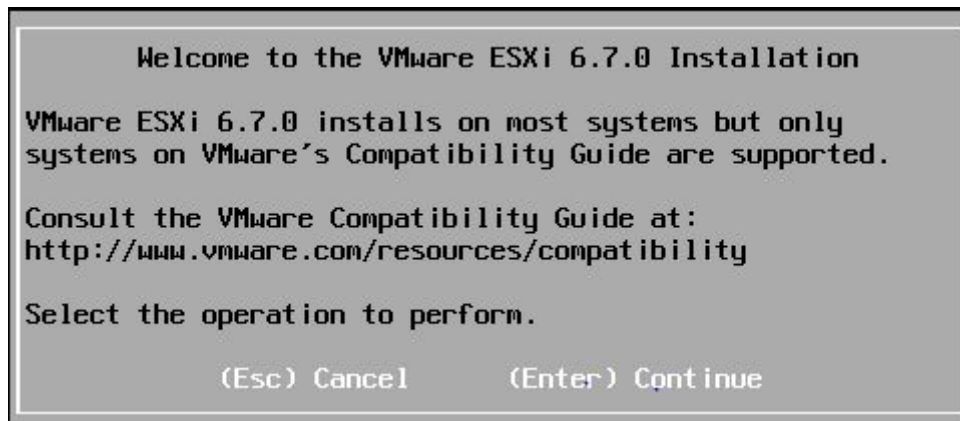 Welcome to the VMware ESXi 6.7.0 Installation
VMware ESXi 6.7.0 installs on most systems but only
systems on VMware's Compatibility Guide are supported.
Consult the VMware Compatibility Guide at:
http://www.vmware.com/resources/compatibility
Select the operation to perform.
(Esc) Cancel (Enter) Continue